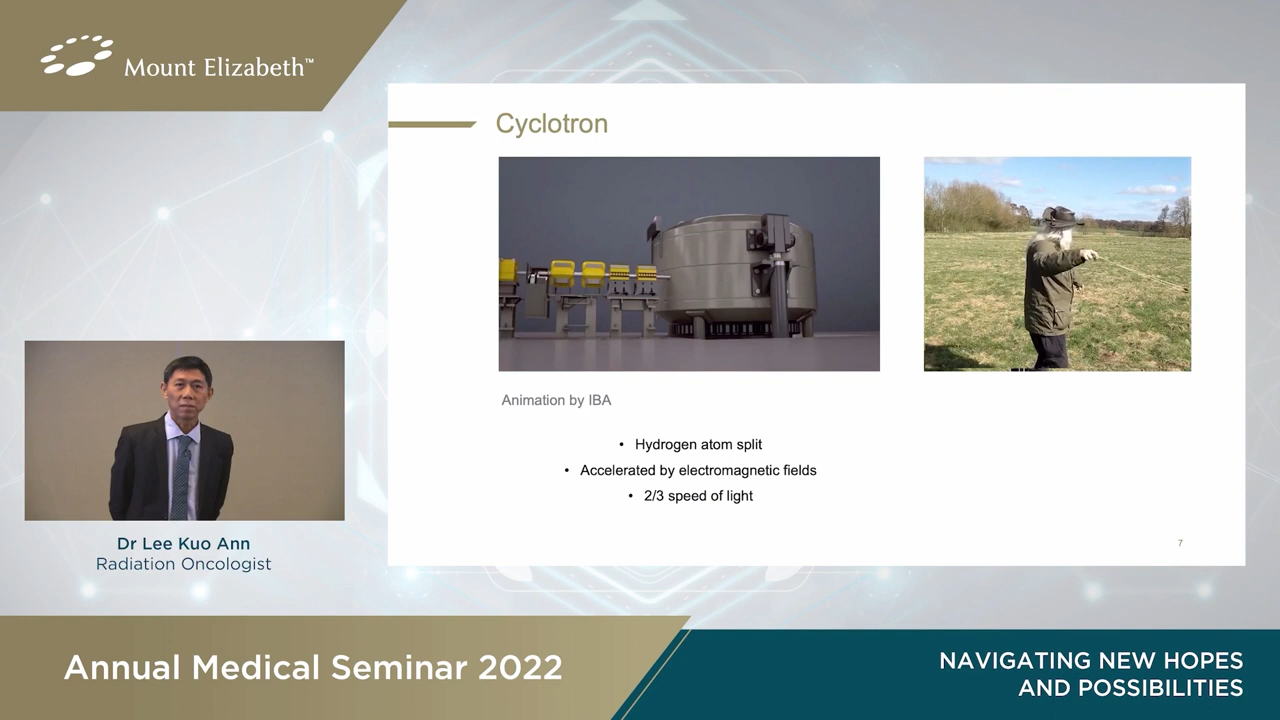 Mount Elizabeth™
Cyclotron
Animation by IBA
• Hydrogen atom split
• Accelerated by electromagnetic fields
• 2/3 speed of light
7
Dr Lee Kuo Ann
Radiation Oncologist
Annual Medical Seminar 2022
NAVIGATING NEW HOPES
AND POSSIBILITIES